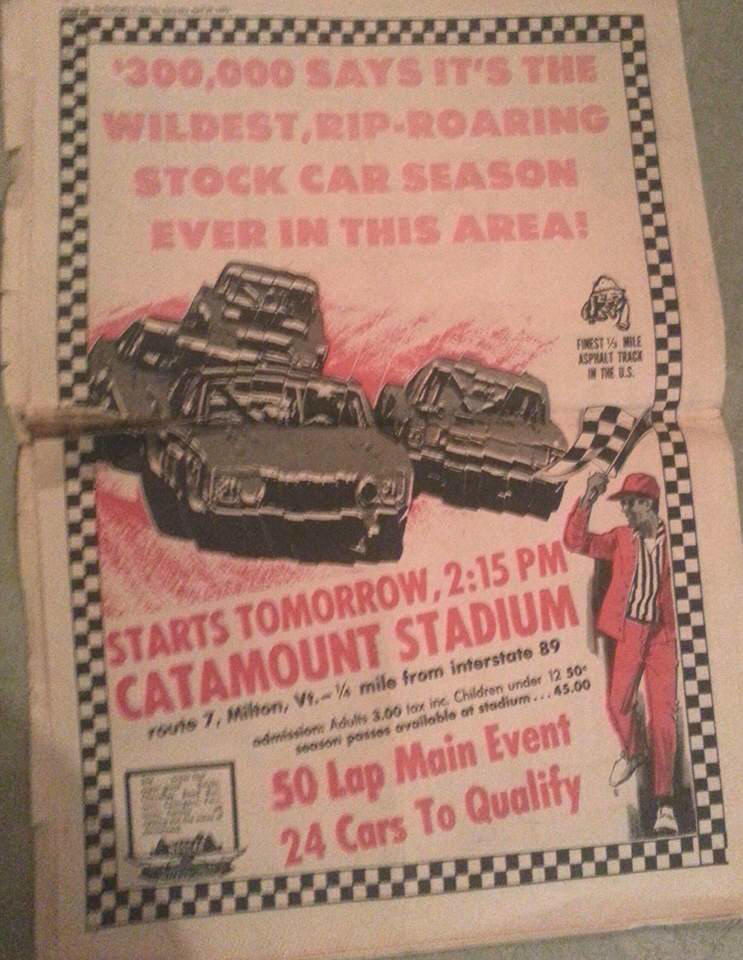 $300,000 SAYS IT'S THE
WILDEST, RIP-ROARING
STOCK CAR SEASON
EVER IN THIS AREA!
FINEST ⅓ MILE
ASPHALT TRACK
IN THE U.S.
STARTS TOMORROW, 2:15 PM
CATAMOUNT STADIUM
route 7, Milton, Vt.– ¼ mile from interstate 89
admission: Adults 3.00 tax inc. Children under 12 50¢
season passes available at stadium...45.00
50 Lap Main Event
24 Cars To Qualify